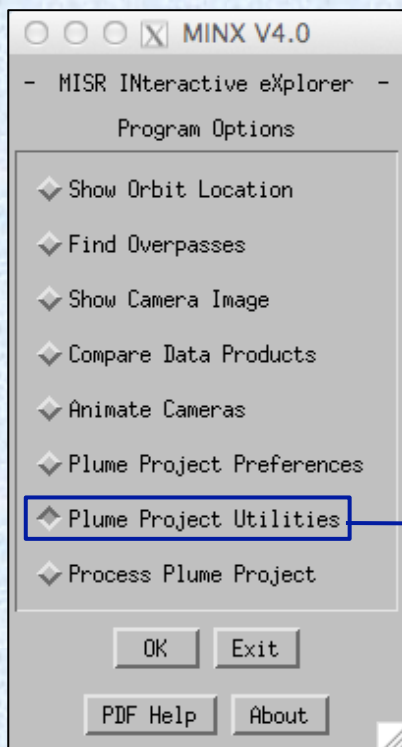 MINX V4.0
- MISR INteractive eXplorer -
Program Options
Show Orbit Location
Find Overpasses
Show Camera Image
Compare Data Products
Animate Cameras
Plume Project Preferences
Plume Project Utilities
Process Plume Project
OK Exit
PDF Help About